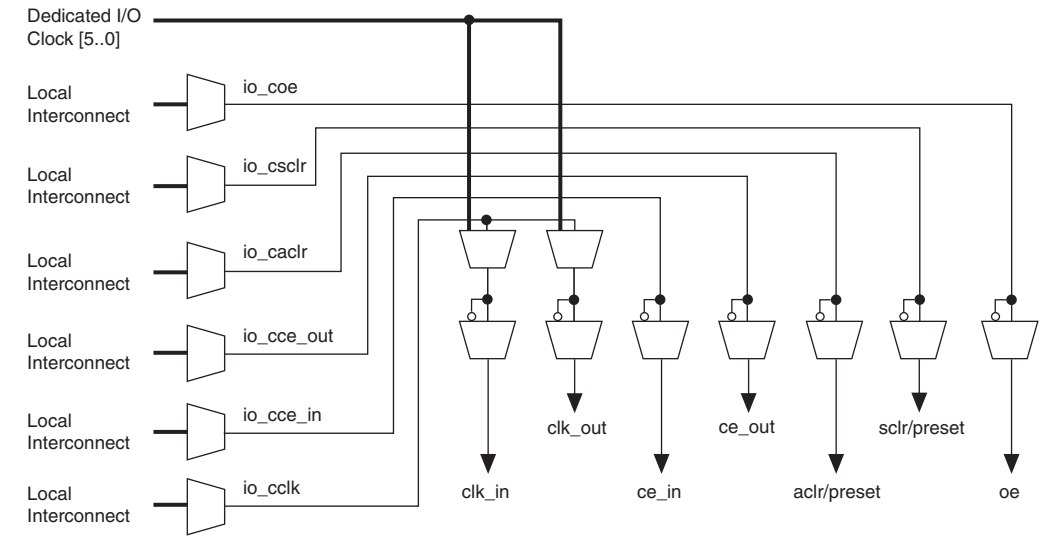 Dedicated I/O
Clock [5..0]
Local
Interconnect
io_coe
Local
Interconnect
io_csclr
Local
Interconnect
io_caclr
Local
Interconnect
io_cce_out
Local
Interconnect
io_cce_in
Local
Interconnect
io_cclk
clk_out
ce_out
sclr/preset
clk_in
ce_in
aclr/preset
oe